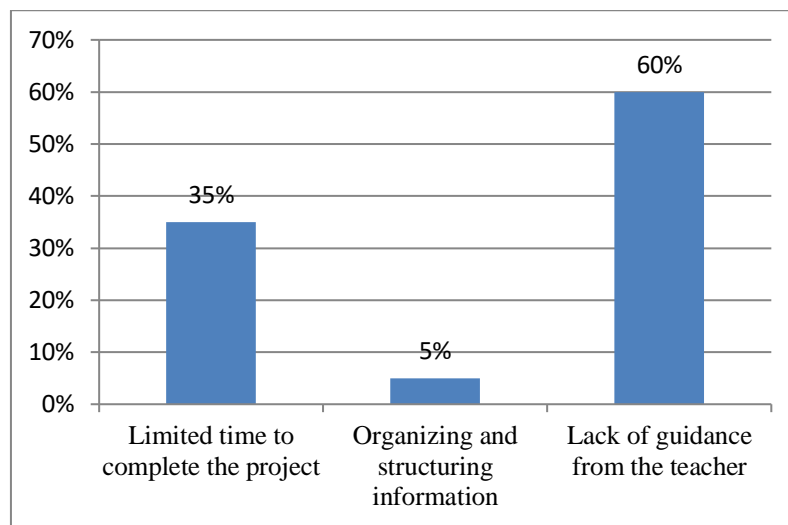 70%
60%
50%
40%
30%
20%
10%
0%
35%
5%
60%
Limited time to
complete the project
Organizing and
structuring
information
Lack of guidance
from the teacher